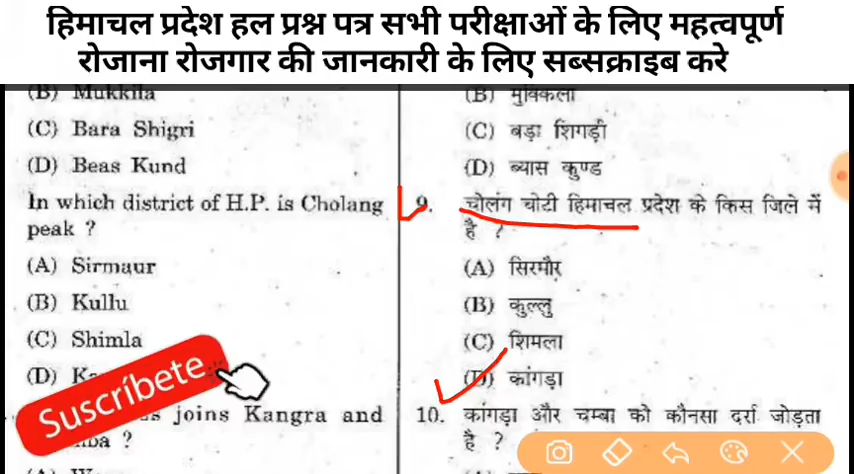 हिमाचल प्रदेश हल प्रश्न पत्र सभी परीक्षाओं के लिए महत्वपूर्ण
रोजाना रोजगार की जानकारी के लिए सब्सक्राइब करे
(B) Mukkila
(C) Bara Shigri
(D) Beas Kund
In which district of H.P. is Cholang
peak ?
(A) Sirmaur
(B) Kullu
(C) Shimla
(D)
Suscríbete
joins Kangra and
?
(B) मुक्किला
(C) बड़ा शिगड़ी
(D) ब्यास कुण्ड
9. चोलंग चोटी हिमाचल प्रदेश के किस जिले में
है ?
(A) सिरमौर
(B) कुल्लु
(C) शिमला
(D) कांगड़ा
10. कांगड़ा और चम्बा को कौनसा दर्रा जोड़ता
है ?